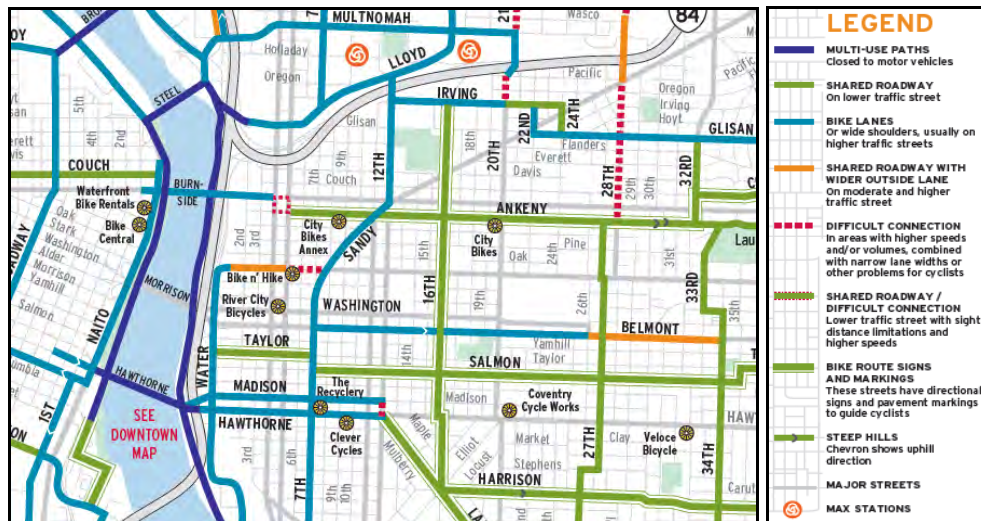 MULTNOMAH
21
84
Wasco
Holladay
LLOYD
Oregon
Pacific
Oregon
Irving
Hoyt
STEEL
IRVING
24TH
22ND
GLISAN
Glisan
5th
4th
2nd
12TH
18th
20TH
Flanders
Everett
Davis
28TH
29th
30th
32RD
COUCH
7th
9th
Couch
Waterfront
Bike Rentals
BURN-
SIDE
ANKENY
Bike
Central
City
Bikes
Annex
City
Bikes
Oak
Stark
Washington
Alder
Morrison
Yamhill
Salmon
2nd
3rd
SANDY
15th
Pine
Oak
24th
31st
Lau
33RD
Bike n' Hike
16TH
MORRISON
River City
Bicycles
WASHINGTON
19th
26th
35th
NAITO
BELMONT
TAYLOR
14th
Yamhill
Taylor
WATER
SALMON
HAWTHORNE
MADISON
The
Recyclery
Madison
Coventry
Cycle Works
1ST
SEE
DOWNTOWN
MAP
HAWTHORNE
Clever
Cycles
Maple
Mulberry
Elliot
Locust
Market
Stephens
27TH
Clay
Veloce
Bicycle
34TH
3rd
6th
7TH
9th
10th
HARRISON
LEGEND
MULTI-USE PATHS
Closed to motor vehicles
SHARED ROADWAY
On lower traffic street
BIKE LANES
Or wide shoulders, usually on
higher traffic streets
SHARED ROADWAY WITH
WIDER OUTSIDE LANE
On moderate and higher
traffic street
DIFFICULT CONNECTION
In areas with higher speeds
and/or volumes, combined
with narrow lane widths or
other problems for cyclists
SHARED ROADWAY /
DIFFICULT CONNECTION
Lower traffic street with sight
distance limitations and
higher speeds
BIKE ROUTE SIGNS
AND MARKINGS
These streets have directional
signs and pavement markings
to guide cyclists
STEEP HILLS
Chevron shows uphill
direction
MAJOR STREETS
MAX STATIONS